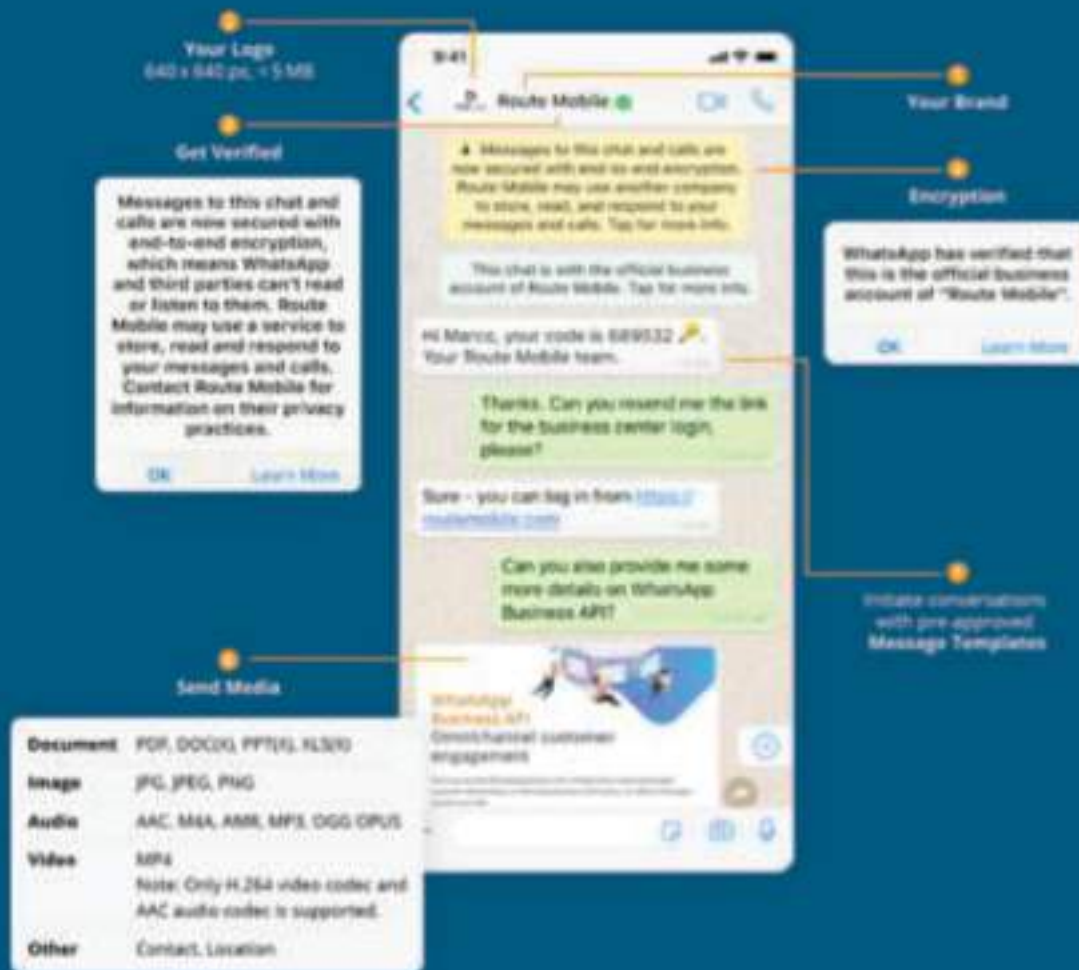 Your Logo
640 x 640 px, < 5 MB
Get Verified
Messages to this chat and
calls are now secured with
end-to-end encryption,
which means WhatsApp
and third parties can't read
or listen to them. Route
Mobile may use a service to
store, read and respond to
your messages and calls.
Contact Route Mobile for
information on their privacy
practices.
OK Learn More
9:41
Route Mobile
Messages to this chat and calls are
now secured with end-to-end encryption.
Route Mobile may use another company
to store, read, and respond to your
messages and calls. Tap for more info.
This chat is with the official business
account of Route Mobile. Tap for more info.
Hi Marco, your code is 689532 🔑.
Your Route Mobile team.
Thanks. Can you resend me the link
for the business center login,
please?
Sure - you can log in from https://
routemobile.com
Can you also provide me some
more details on WhatsApp
Business API?
WhatsApp
Business API
Omnichannel customer
engagement
Your Brand
Encryption
WhatsApp has verified that
this is the official business
account of "Route Mobile".
OK Learn More
Initiate conversations
with pre-approved
Message Templates
Send Media
Document PDF, DOC(X), PPT(X), XLS(X)
Image JPG, JPEG, PNG
Audio AAC, M4A, AMR, MP3, OGG OPUS
Video MP4
Note: Only H.264 video codec and
AAC audio codec is supported.
Other Contact, Location